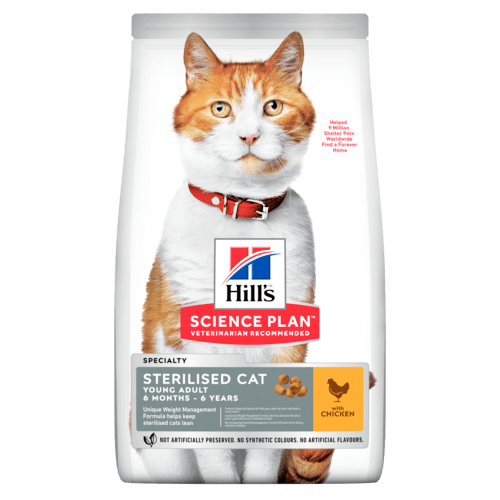 Helped
9 Million
Shelter Pets
Worldwide
Find a Forever
Home
Hill's
SCIENCE PLAN™
VETERINARIAN RECOMMENDED
SPECIALTY
STERILISED CAT
YOUNG ADULT
6 MONTHS - 6 YEARS
Unique Weight Management
Formula helps keep
sterilised cats lean
with
CHICKEN
NOT ARTIFICIALLY PRESERVED. NO SYNTHETIC COLOURS. NO ARTIFICIAL FLAVOURS.